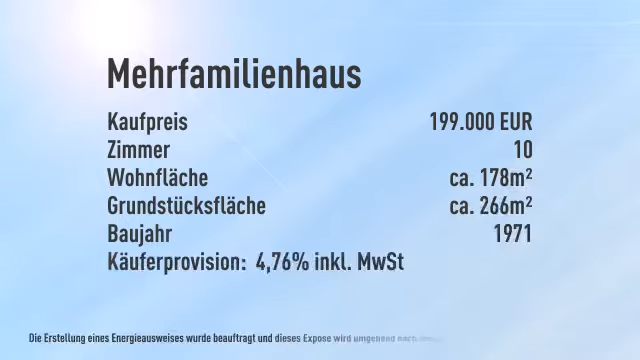 Mehrfamilienhaus
Kaufpreis 199.000 EUR
Zimmer 10
Wohnfläche ca. 178m²
Grundstücksfläche ca. 266m²
Baujahr 1971
Käuferprovision: 4,76% inkl. MwSt
Die Erstellung eines Energieausweises wurde beauftragt und dieses Expose wird umgehend nach